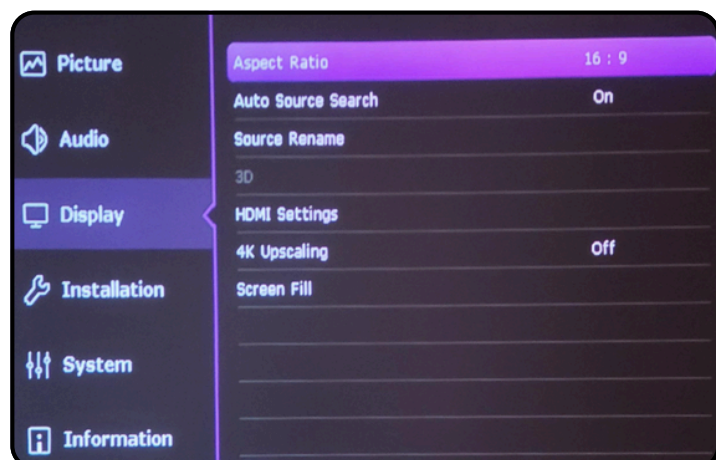 Picture
Audio
Display
Installation
System
Information
Aspect Ratio 16 : 9
Auto Source Search On
Source Rename
3D
HDMI Settings
4K Upscaling Off
Screen Fill